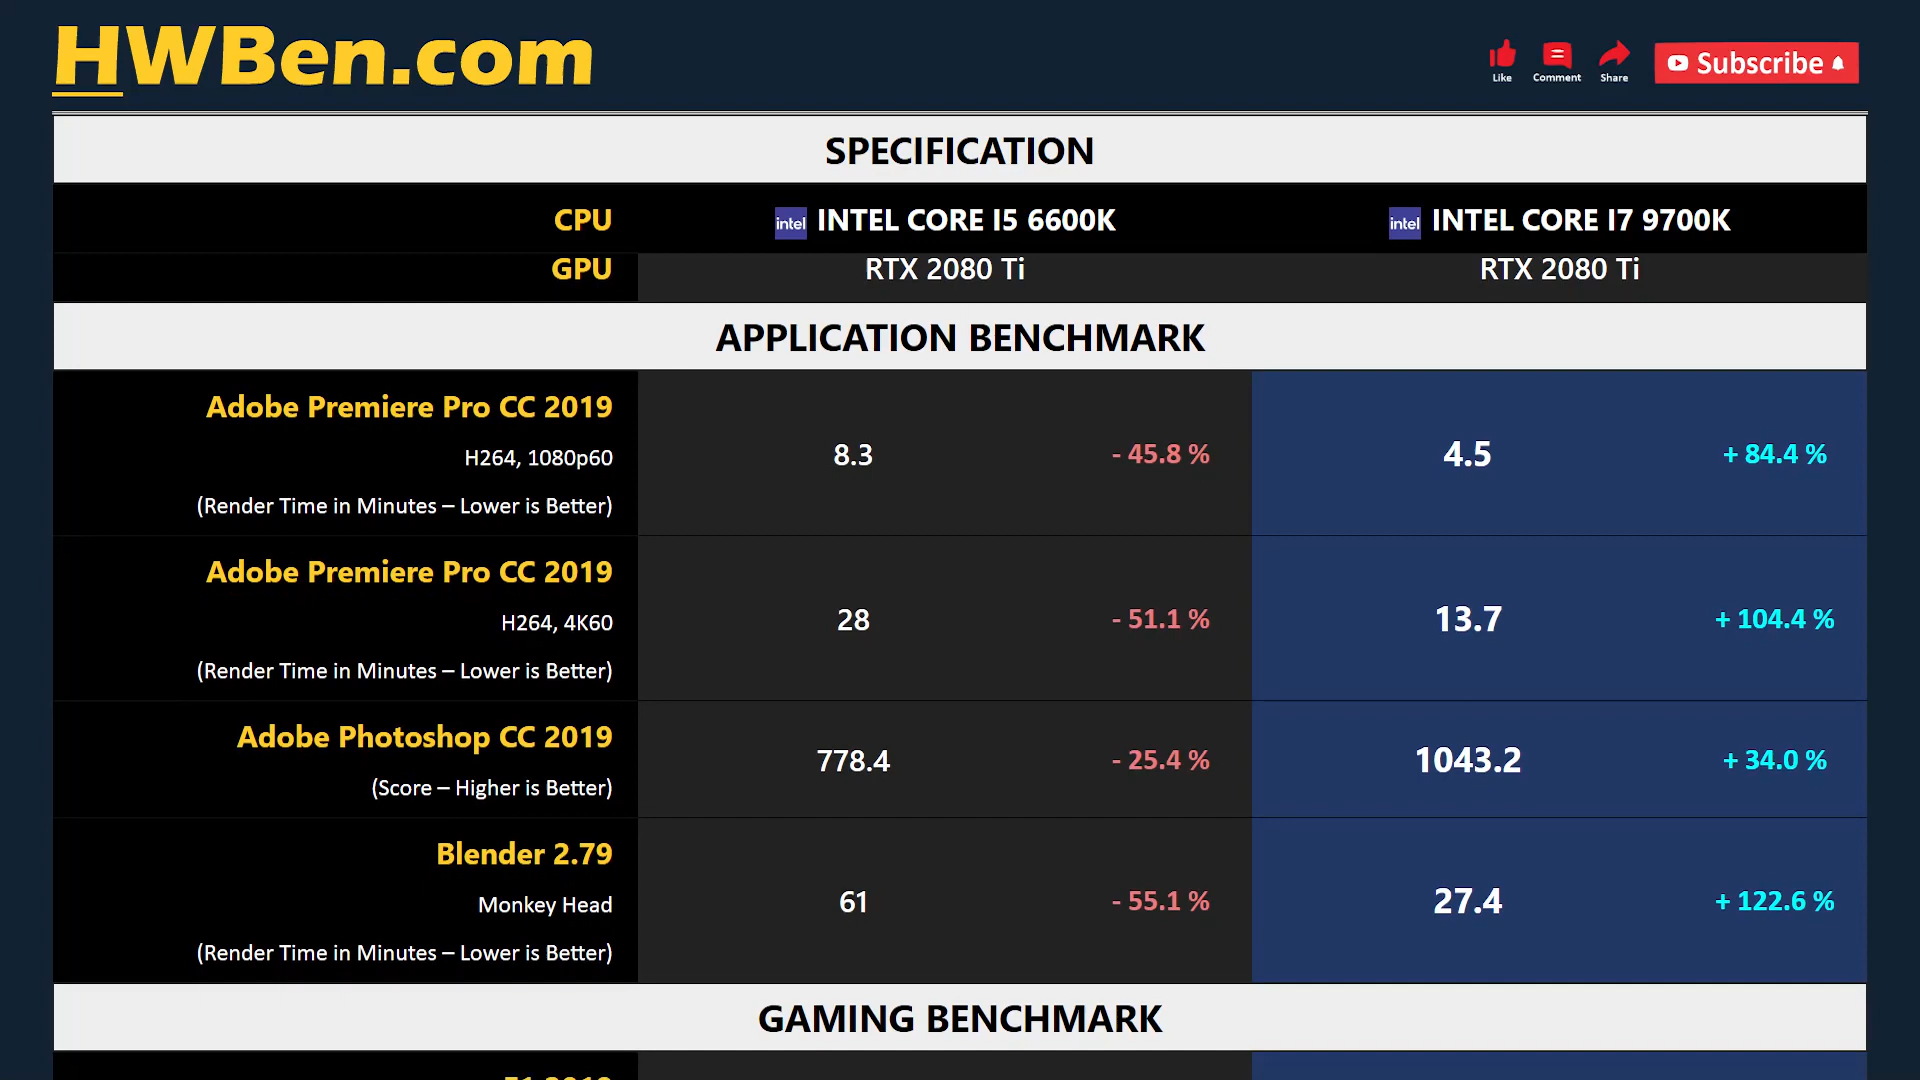 HWBen.com
Like
Comment
Share
Subscribe
SPECIFICATION
CPU
intel INTEL CORE I5 6600K
intel INTEL CORE I7 9700K
GPU
RTX 2080 Ti
RTX 2080 Ti
APPLICATION BENCHMARK
Adobe Premiere Pro CC 2019
H264, 1080p60
(Render Time in Minutes – Lower is Better)
8.3
- 45.8 %
4.5
+ 84.4 %
Adobe Premiere Pro CC 2019
H264, 4K60
(Render Time in Minutes – Lower is Better)
28
- 51.1 %
13.7
+ 104.4 %
Adobe Photoshop CC 2019
(Score – Higher is Better)
778.4
- 25.4 %
1043.2
+ 34.0 %
Blender 2.79
Monkey Head
(Render Time in Minutes – Lower is Better)
61
- 55.1 %
27.4
+ 122.6 %
GAMING BENCHMARK